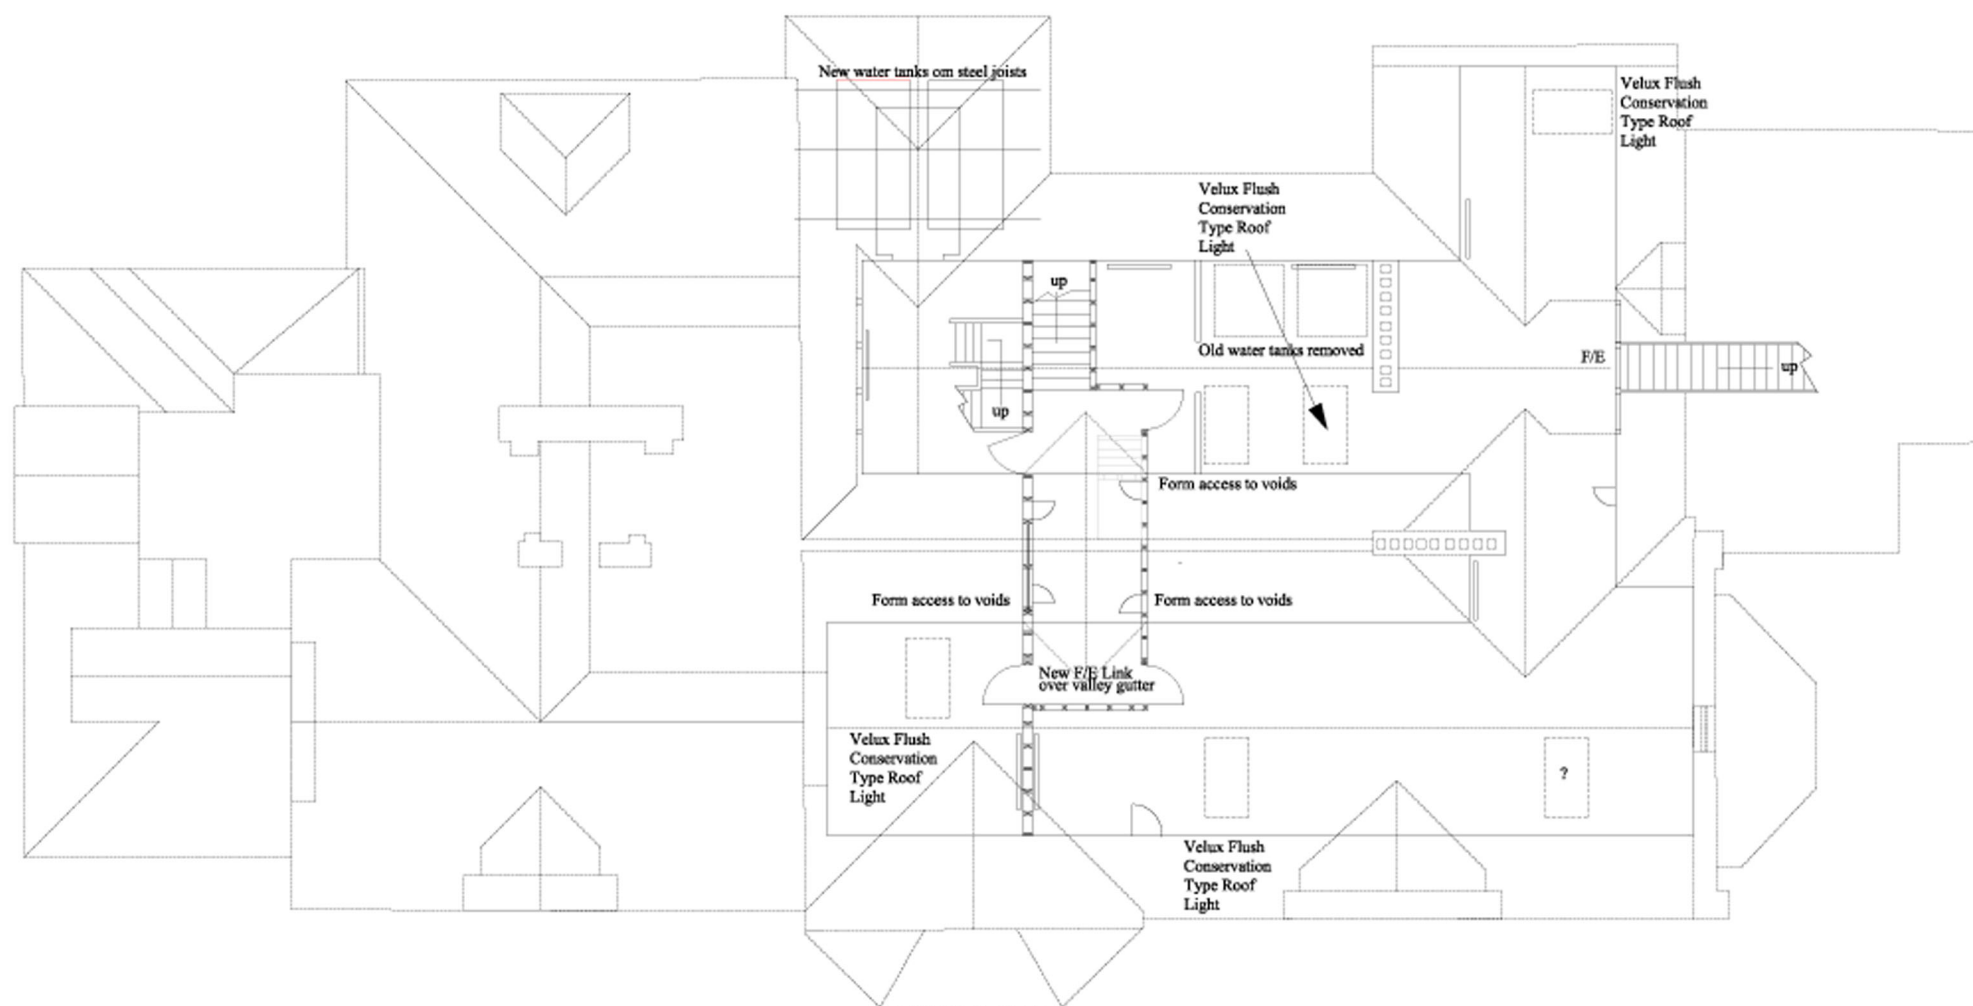 New water tanks om steel joists
Velux Flush
Conservation
Type Roof
Light
Velux Flush
Conservation
Type Roof
Light
up
Old water tanks removed
F/E
up
up
Form access to voids
Form access to voids
Form access to voids
New F/E Link
over valley gutter
Velux Flush
Conservation
Type Roof
Light
?
Velux Flush
Conservation
Type Roof
Light